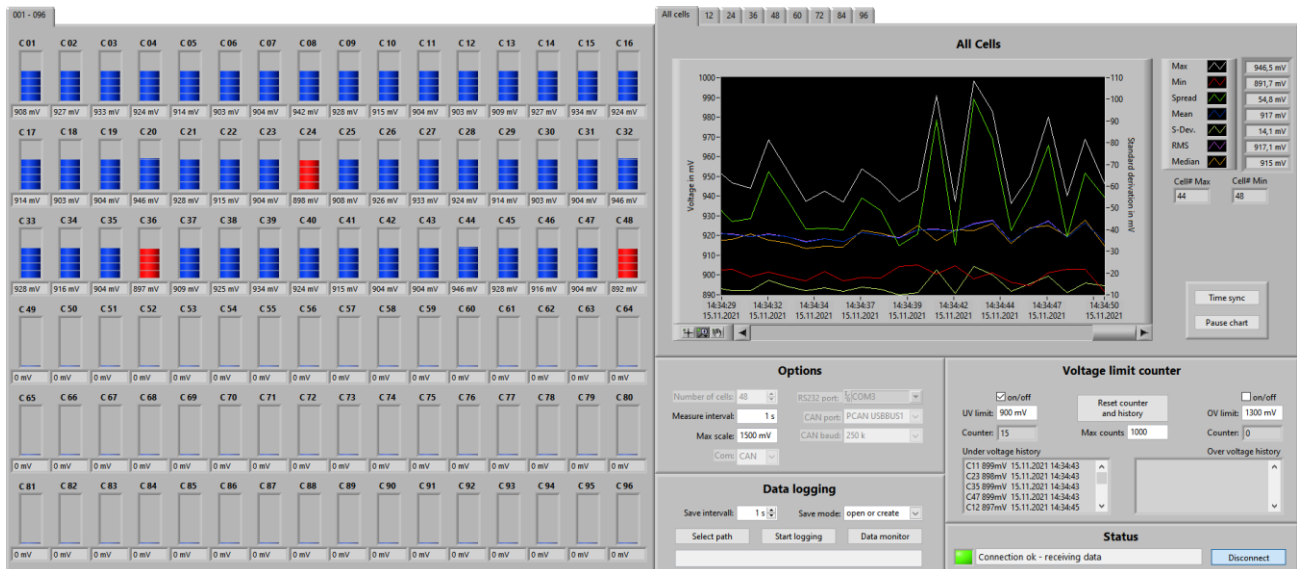 001 - 096
C 01 C 02 C 03 C 04 C 05 C 06 C 07 C 08 C 09 C 10 C 11 C 12 C 13 C 14 C 15 C 16
908 mV 927 mV 933 mV 924 mV 914 mV 903 mV 904 mV 942 mV 928 mV 915 mV 904 mV 903 mV 909 mV 927 mV 934 mV 924 mV
C 17 C 18 C 19 C 20 C 21 C 22 C 23 C 24 C 25 C 26 C 27 C 28 C 29 C 30 C 31 C 32
914 mV 903 mV 904 mV 946 mV 928 mV 915 mV 904 mV 898 mV 908 mV 926 mV 933 mV 924 mV 914 mV 903 mV 904 mV 946 mV
C 33 C 34 C 35 C 36 C 37 C 38 C 39 C 40 C 41 C 42 C 43 C 44 C 45 C 46 C 47 C 48
928 mV 916 mV 904 mV 897 mV 909 mV 925 mV 934 mV 924 mV 915 mV 904 mV 904 mV 946 mV 928 mV 916 mV 904 mV 892 mV
C 49 C 50 C 51 C 52 C 53 C 54 C 55 C 56 C 57 C 58 C 59 C 60 C 61 C 62 C 63 C 64
0 mV 0 mV 0 mV 0 mV 0 mV 0 mV 0 mV 0 mV 0 mV 0 mV 0 mV 0 mV 0 mV 0 mV 0 mV 0 mV
C 65 C 66 C 67 C 68 C 69 C 70 C 71 C 72 C 73 C 74 C 75 C 76 C 77 C 78 C 79 C 80
0 mV 0 mV 0 mV 0 mV 0 mV 0 mV 0 mV 0 mV 0 mV 0 mV 0 mV 0 mV 0 mV 0 mV 0 mV 0 mV
C 81 C 82 C 83 C 84 C 85 C 86 C 87 C 88 C 89 C 90 C 91 C 92 C 93 C 94 C 95 C 96
0 mV 0 mV 0 mV 0 mV 0 mV 0 mV 0 mV 0 mV 0 mV 0 mV 0 mV 0 mV 0 mV 0 mV 0 mV 0 mV
All cells 12 24 36 48 60 72 84 96
All Cells
Voltage in mV
1000
990
980
970
960
950
940
930
920
910
900
890
Standard derivation in mV
110
100
90
80
70
60
50
40
30
20
10
14:34:29 14:34:32 14:34:34 14:34:37 14:34:39 14:34:42 14:34:44 14:34:47 14:34:50
15.11.2021 15.11.2021 15.11.2021 15.11.2021 15.11.2021 15.11.2021 15.11.2021 15.11.2021 15.11.2021
Max 946,5 mV
Min 891,7 mV
Spread 54,8 mV
Mean 917 mV
S-Dev. 14,1 mV
RMS 917,1 mV
Median 915 mV
Cell# Max Cell# Min
44 48
Time sync
Pause chart
Options
Number of cells: 48 RS232 port: COM3
Measure interval: 1 s CAN port: PCAN USBBUS1
Max scale: 1500 mV CAN baud: 250 k
Com: CAN
Data logging
Save intervall: 1 s Save mode: open or create
Select path Start logging Data monitor
Voltage limit counter
on/off Reset counter and history on/off
UV limit: 900 mV OV limit: 1300 mV
Counter: 15 Max counts 1000 Counter: 0
Under voltage history Over voltage history
C11 899mV 15.11.2021 14:34:43
C23 898mV 15.11.2021 14:34:43
C35 899mV 15.11.2021 14:34:43
C47 899mV 15.11.2021 14:34:43
C12 897mV 15.11.2021 14:34:45
Status
Connection ok - receiving data Disconnect